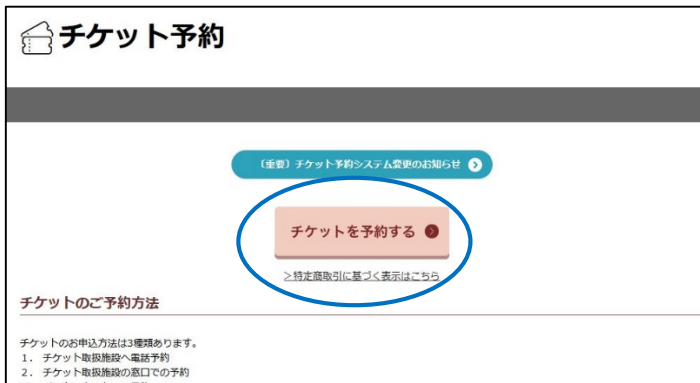 チケット予約
(重要)チケット予約システム変更のお知らせ
チケットを予約する
>特定商取引に基づく表示はこちら
チケットのご予約方法
チケットのお申込方法は3種類あります。
1. チケット取扱施設へ電話予約
2. チケット取扱施設の窓口での予約